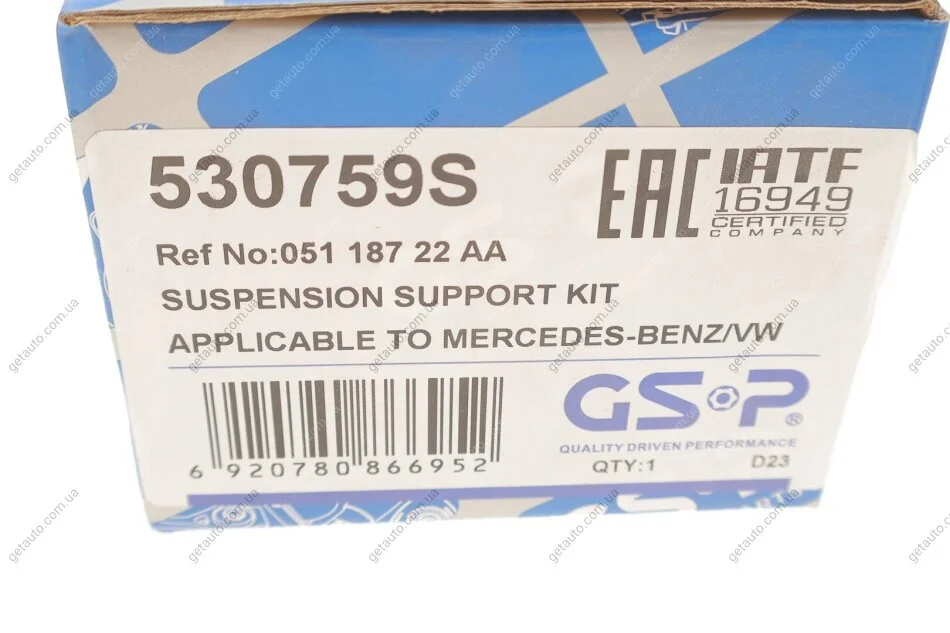 530759S
EAC
IATF
16949
CERTIFIED
COMPANY
Ref No:051 187 22 AA
SUSPENSION SUPPORT KIT
APPLICABLE TO MERCEDES-BENZ/VW
GSP®
QUALITY DRIVEN PERFORMANCE
6 920780 866952
QTY:1
D23
getauto.com.ua